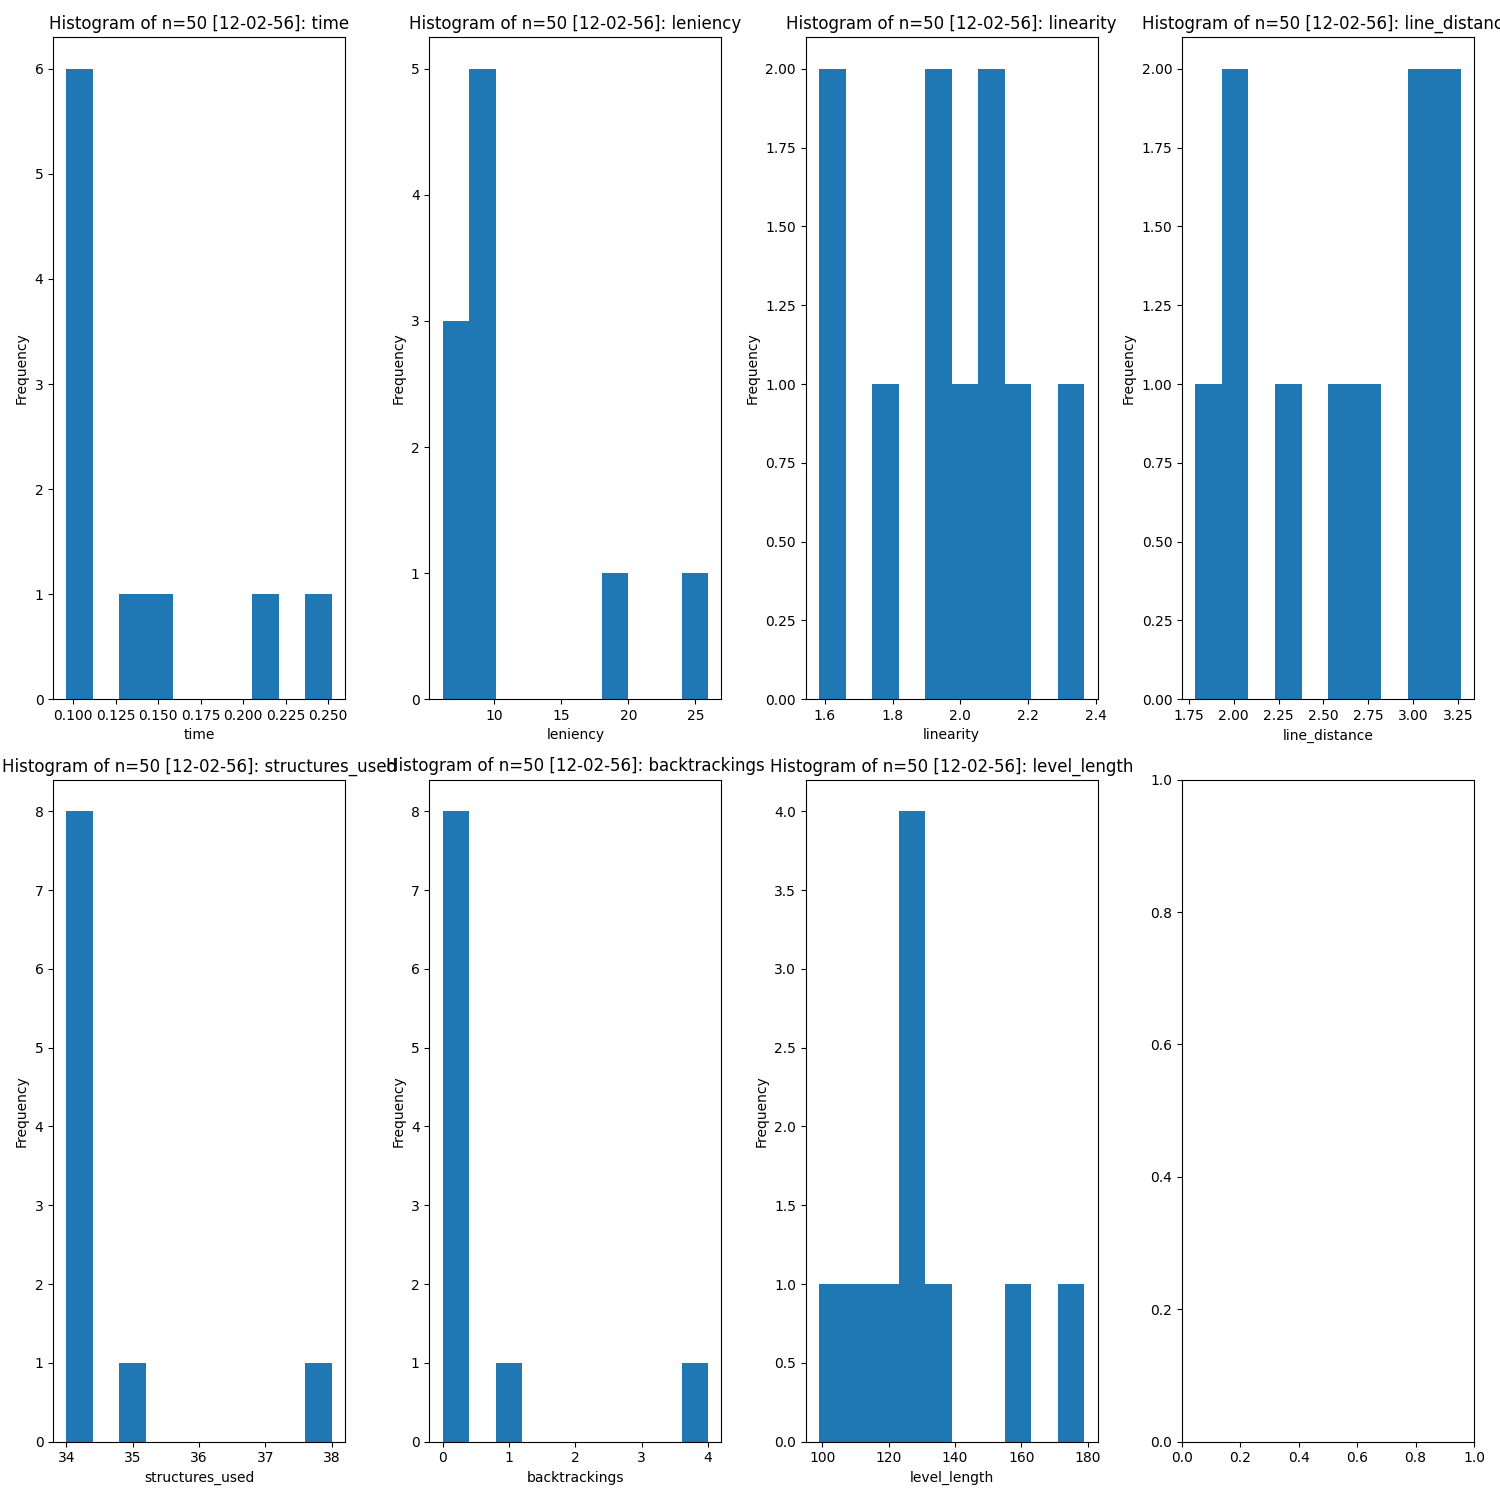 Histogram of n=50 [12-02-56]: time
6
5
4
3
2
1
0
Frequency
0.100 0.125 0.150 0.175 0.200 0.225 0.250
time
Histogram of n=50 [12-02-56]: leniency
5
4
3
2
1
0
Frequency
10 15 20 25
leniency
Histogram of n=50 [12-02-56]: linearity
2.00
1.75
1.50
1.25
1.00
0.75
0.50
0.25
0.00
Frequency
1.6 1.8 2.0 2.2 2.4
linearity
Histogram of n=50 [12-02-56]: line_distanc
2.00
1.75
1.50
1.25
1.00
0.75
0.50
0.25
0.00
Frequency
1.75 2.00 2.25 2.50 2.75 3.00 3.25
line_distance
Histogram of n=50 [12-02-56]: structures_used
8
7
6
5
4
3
2
1
0
Frequency
34 35 36 37 38
structures_used
Histogram of n=50 [12-02-56]: backtrackings
8
7
6
5
4
3
2
1
0
Frequency
0 1 2 3 4
backtrackings
Histogram of n=50 [12-02-56]: level_length
4.0
3.5
3.0
2.5
2.0
1.5
1.0
0.5
0.0
Frequency
100 120 140 160 180
level_length
1.0
0.8
0.6
0.4
0.2
0.0
0.0 0.2 0.4 0.6 0.8 1.0